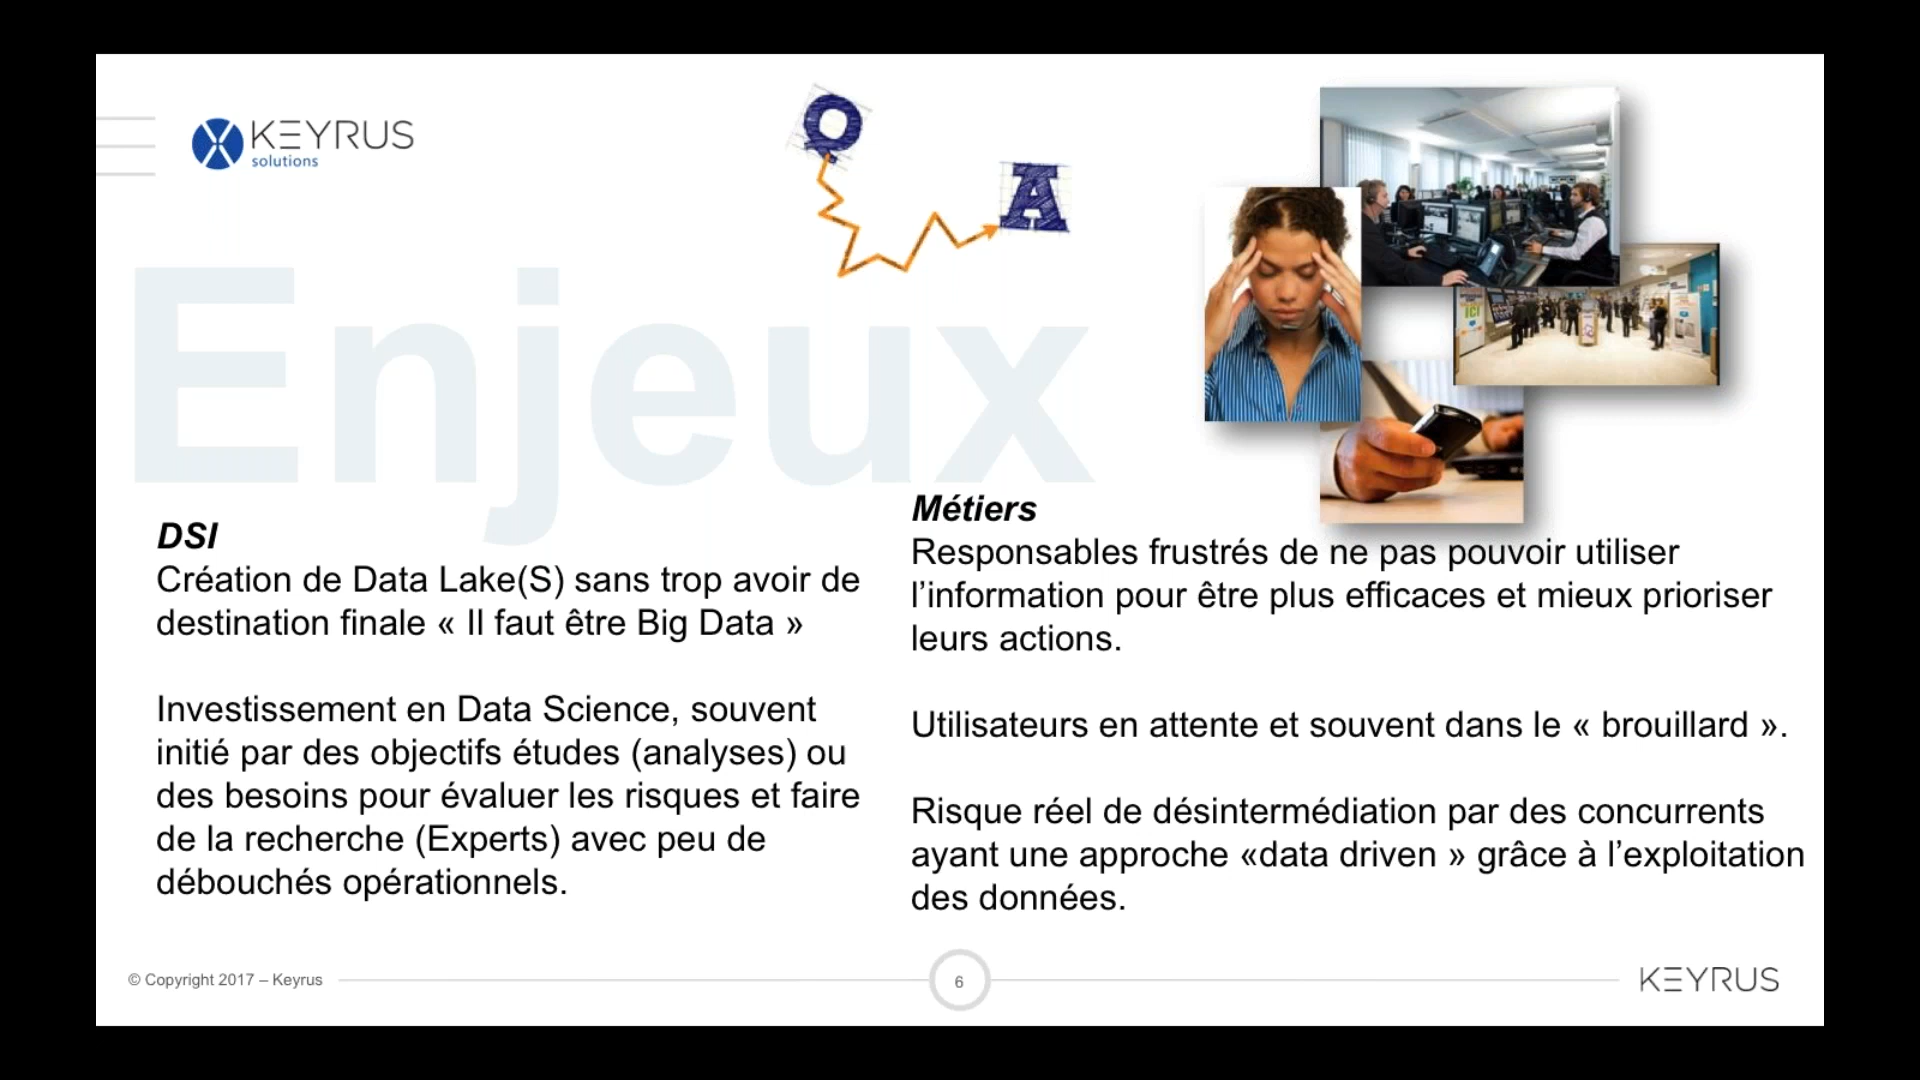 KEYRUS
solutions
Q
A
ICI
Enjeux
DSI
Création de Data Lake(S) sans trop avoir de
destination finale « Il faut être Big Data »
Investissement en Data Science, souvent
initié par des objectifs études (analyses) ou
des besoins pour évaluer les risques et faire
de la recherche (Experts) avec peu de
débouchés opérationnels.
Métiers
Responsables frustrés de ne pas pouvoir utiliser
l’information pour être plus efficaces et mieux prioriser
leurs actions.
Utilisateurs en attente et souvent dans le « brouillard ».
Risque réel de désintermédiation par des concurrents
ayant une approche «data driven » grâce à l’exploitation
des données.
© Copyright 2017 – Keyrus
6
KEYRUS